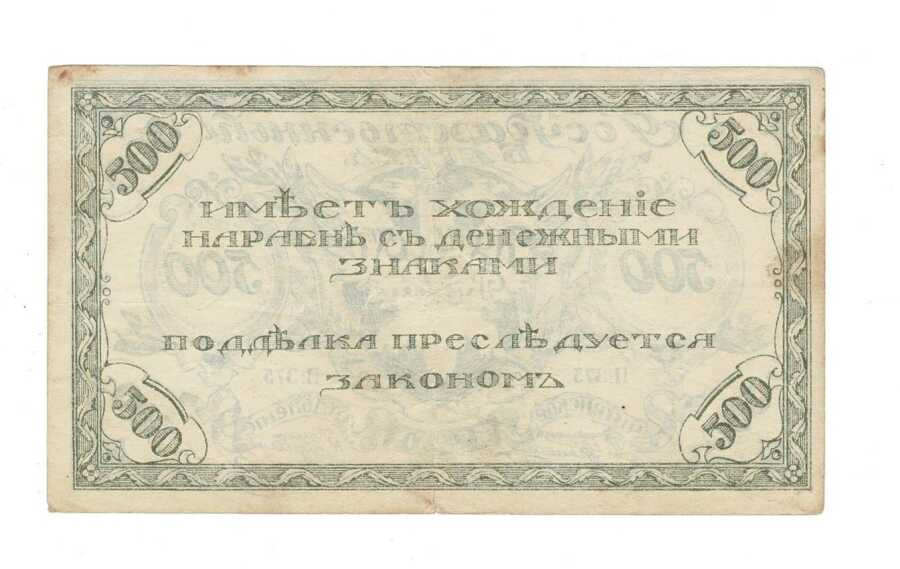 500 500
ИМѢЕТЪ ХОЖДЕНІЕ
НАРАВНѢ СЪ ДЕНЕЖНЫМИ
ЗНАКАМИ
ПОДДѢЛКА ПРЕСЛѢДУЕТСЯ
ЗАКОНОМЪ
500 500